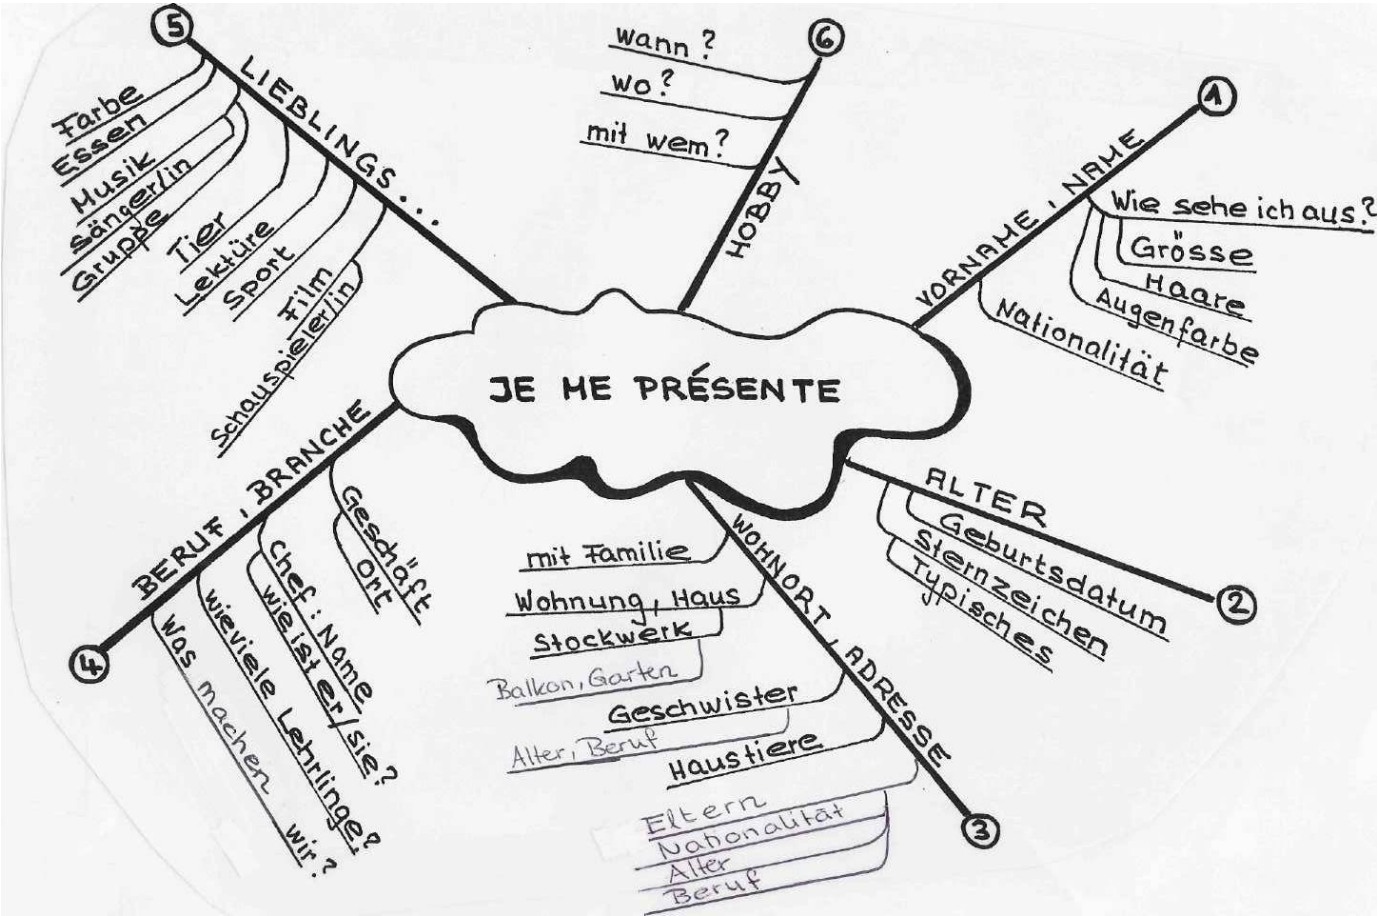 JE ME PRÉSENTE
1
VORNAME, NAME
Wie sehe ich aus?
Grösse
Haare
Augenfarbe
Nationalität
2
ALTER
Geburtsdatum
Sternzeichen
Typisches
3
WOHNORT, ADRESSE
mit Familie
Wohnung, Haus
Stockwerk
Balkon, Garten
Geschwister
Alter, Beruf
Haustiere
Eltern
Nationalität
Alter
Beruf
4
BERUF, BRANCHE
Geschäft
Ort
Chef: Name
wie ist er/sie?
wieviele Lehrlinge?
Was machen wir?
5
LIEBLINGS...
Farbe
Essen
Musik
Sänger/in
Gruppe
Tier
Lektüre
Sport
Film
Schauspieler/in
6
HOBBY
wann?
wo?
mit wem?